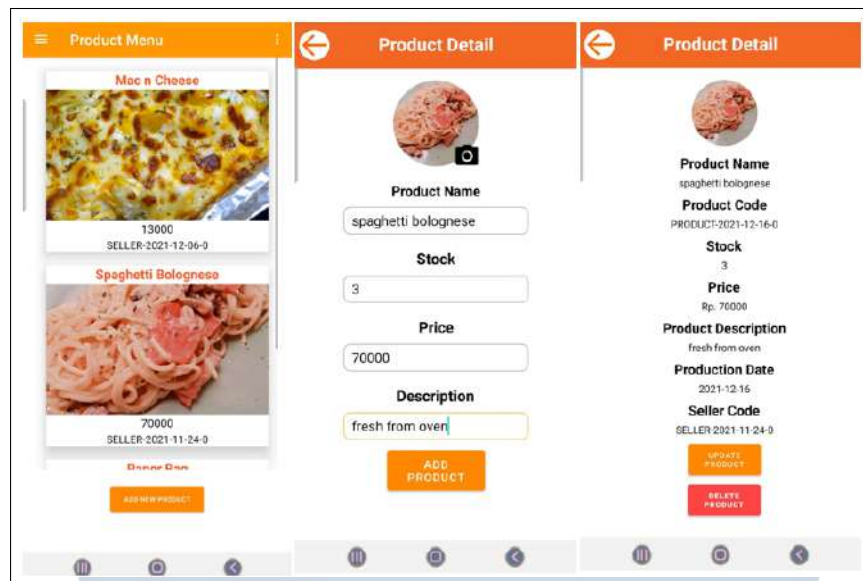 Product Menu
Mac n Cheese
13000
SELLER-2021-12-06-0
Spaghetti Bolognese
70000
SELLER-2021-11-24-0
Paper Bag
ADD NEW PRODUCT
Product Detail
Product Name
spaghetti bolognese
Stock
3
Price
70000
Description
fresh from oven
ADD
PRODUCT
Product Detail
Product Name
spaghetti bolognese
Product Code
PRODUCT-2021-12-16-0
Stock
3
Price
Rp. 70000
Product Description
fresh from oven
Production Date
2021-12-16
Seller Code
SELLER-2021-11-24-0
UPDATE
PRODUCT
DELETE
PRODUCT